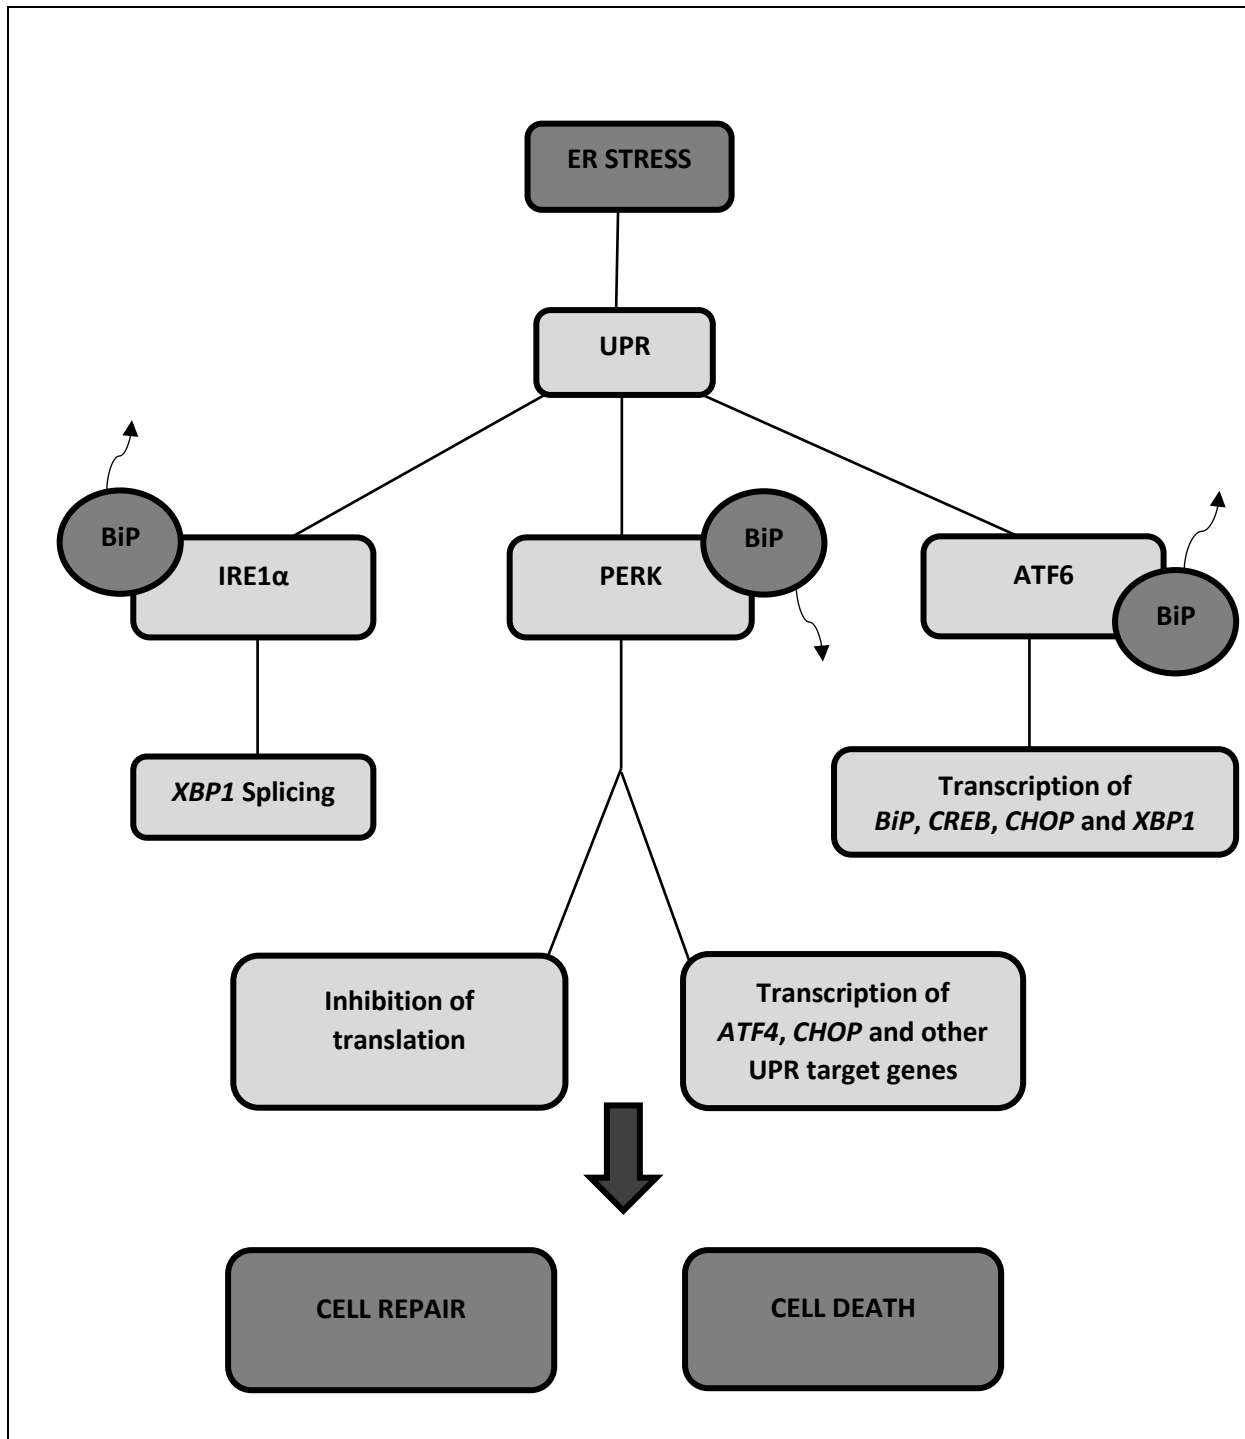 ER STRESS
UPR
BiP
IRE1α
PERK
BiP
ATF6
BiP
XBP1 Splicing
Transcription of
BiP, CREB, CHOP and XBP1
Inhibition of
translation
Transcription of
ATF4, CHOP and other
UPR target genes
CELL REPAIR
CELL DEATH